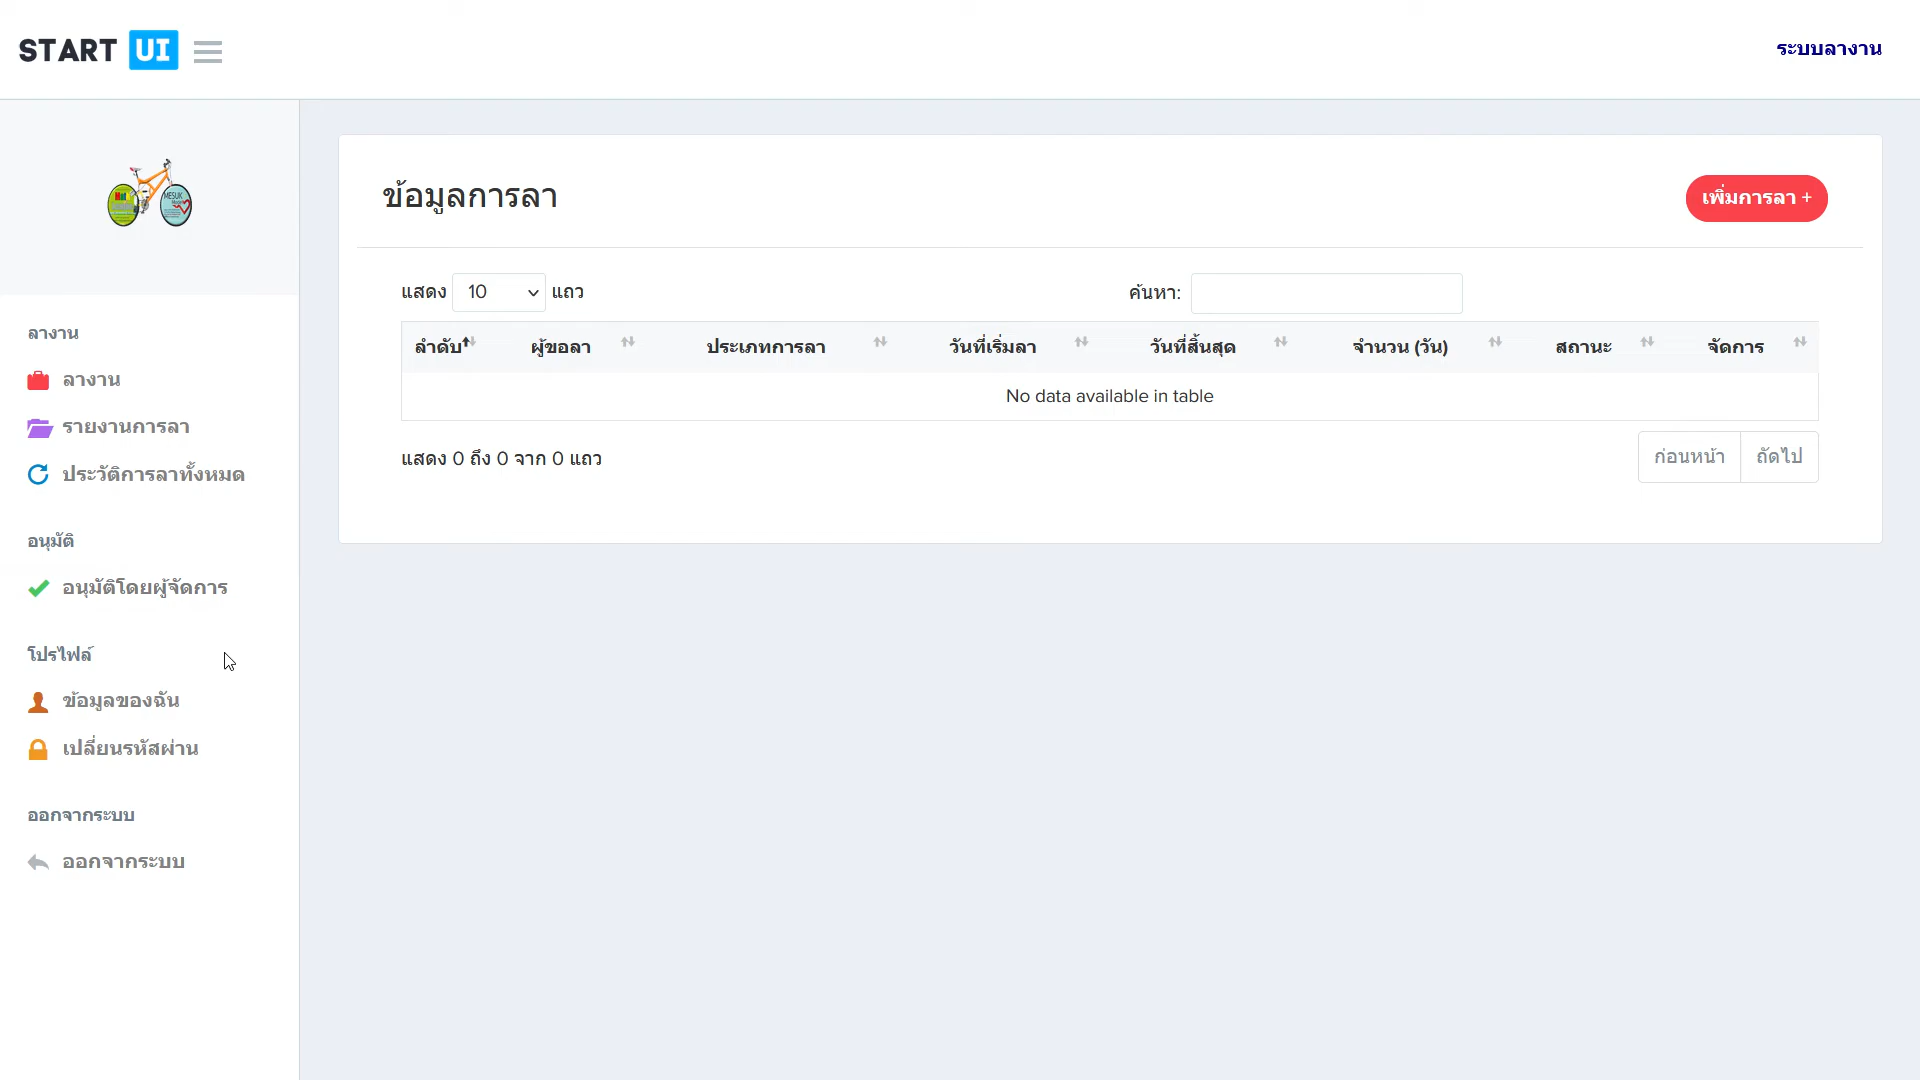 START UI
ระบบลางาน
ลางาน
ลางาน
รายงานการลา
ประวัติการลาทั้งหมด
อนุมัติ
อนุมัติโดยผู้จัดการ
โปรไฟล์
ข้อมูลของฉัน
เปลี่ยนรหัสผ่าน
ออกจากระบบ
ออกจากระบบ
ข้อมูลการลา
เพิ่มการลา +
แสดง 10 แถว
ค้นหา:
ลำดับ ผู้ขอลา ประเภทการลา วันที่เริ่มลา วันที่สิ้นสุด จำนวน (วัน) สถานะ จัดการ
No data available in table
แสดง 0 ถึง 0 จาก 0 แถว
ก่อนหน้า ถัดไป